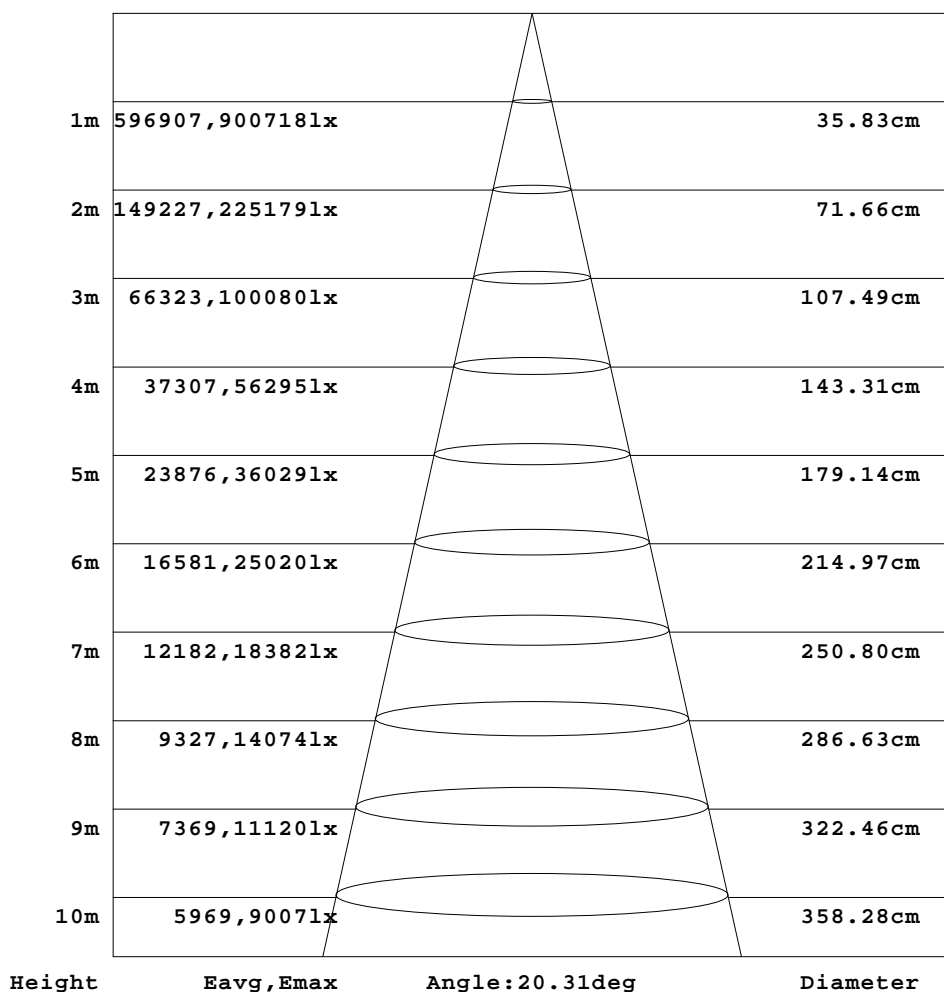 1m 596907,900718lx 35.83cm
2m 149227,225179lx 71.66cm
3m 66323,100080lx 107.49cm
4m 37307,56295lx 143.31cm
5m 23876,36029lx 179.14cm
6m 16581,25020lx 214.97cm
7m 12182,18382lx 250.80cm
8m 9327,14074lx 286.63cm
9m 7369,11120lx 322.46cm
10m 5969,9007lx 358.28cm
Height Eavg,Emax Angle:20.31deg Diameter